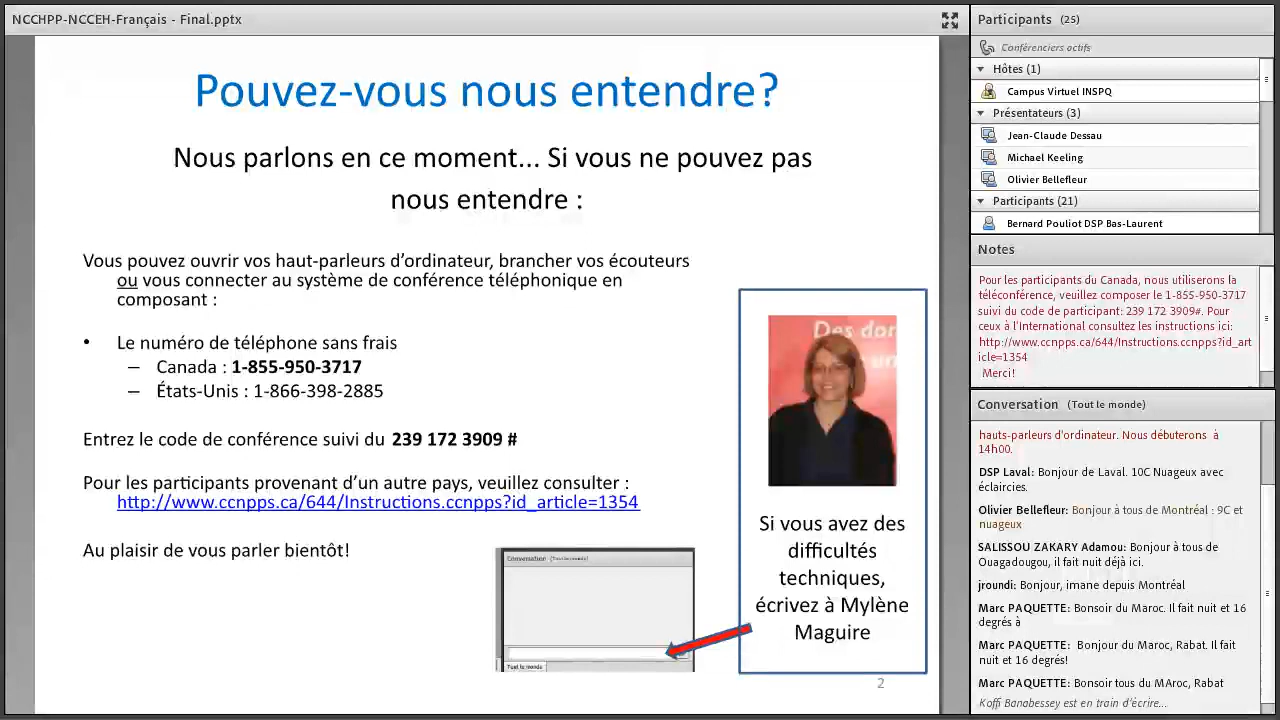 NCCHPP-NCCEH-Français - Final.pptx
Pouvez-vous nous entendre?
Nous parlons en ce moment... Si vous ne pouvez pas
nous entendre :
Vous pouvez ouvrir vos haut-parleurs d'ordinateur, brancher vos écouteurs
ou vous connecter au système de conférence téléphonique en
composant :
• Le numéro de téléphone sans frais
– Canada : 1-855-950-3717
– États-Unis : 1-866-398-2885
Entrez le code de conférence suivi du 239 172 3909 #
Pour les participants provenant d'un autre pays, veuillez consulter :
http://www.ccnpps.ca/644/Instructions.ccnpps?id_article=1354
Au plaisir de vous parler bientôt!
Conversation (Tout le monde)
Tout le monde
Des don
un
Si vous avez des
difficultés
techniques,
écrivez à Mylène
Maguire
2
Participants (25)
Conférenciers actifs
Hôtes (1)
Campus Virtuel INSPQ
Présentateurs (3)
Jean-Claude Dessau
Michael Keeling
Olivier Bellefleur
Participants (21)
Bernard Pouliot DSP Bas-Laurent
Notes
Pour les participants du Canada, nous utiliserons la
téléconférence, veuillez composer le 1-855-950-3717
suivi du code de participant: 239 172 3909#. Pour
ceux à l'International consultez les instructions ici:
http://www.ccnpps.ca/644/Instructions.ccnpps?id_art
icle=1354
Merci!
Conversation (Tout le monde)
hauts-parleurs d'ordinateur. Nous débuterons à
14h00.
DSP Laval: Bonjour de Laval. 10C Nuageux avec
éclaircies.
Olivier Bellefleur: Bonjour à tous de Montréal : 9C et
nuageux
SALISSOU ZAKARY Adamou: Bonjour à tous de
Ouagadougou, il fait nuit déjà ici.
jroundi: Bonjour, imane depuis Montréal
Marc PAQUETTE: Bonsoir du Maroc. Il fait nuit et 16
degrés à
Marc PAQUETTE: Bonjour du Maroc, Rabat. Il fait
nuit et 16 degrés!
Marc PAQUETTE: Bonsoir tous du MAroc, Rabat
Koffi Banabessey est en train d'écrire...